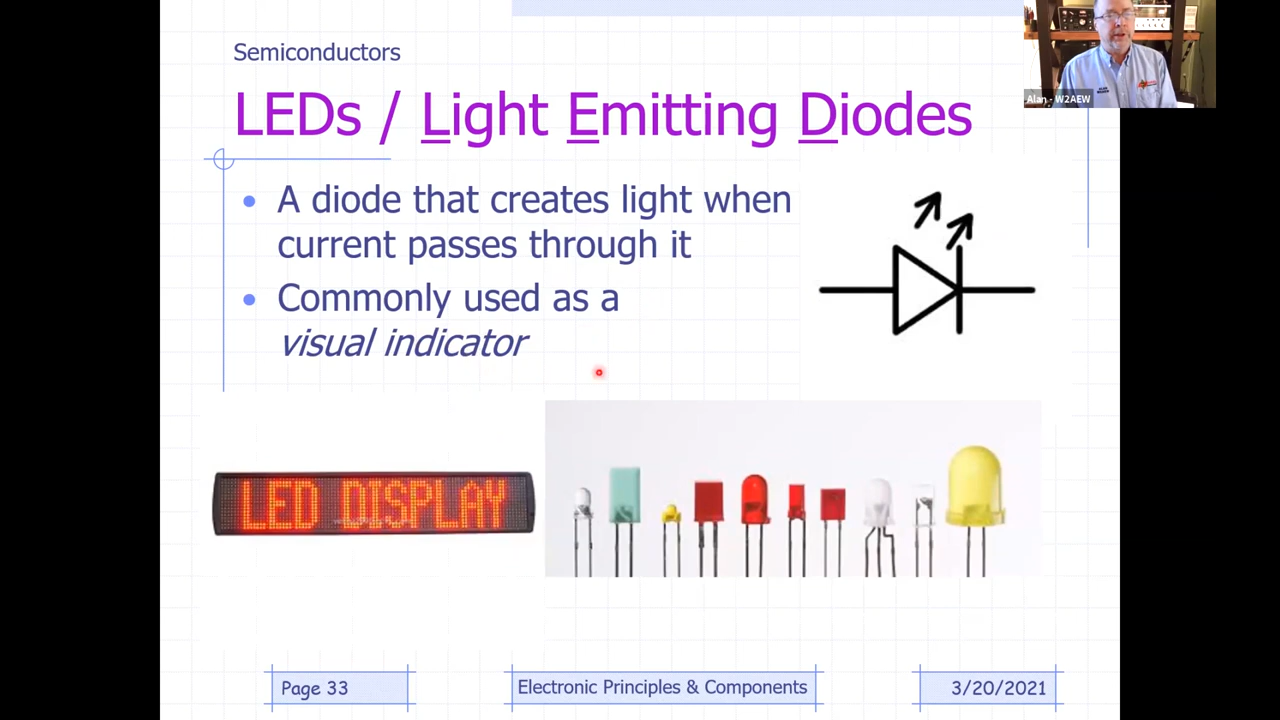 Semiconductors
LEDs / Light Emitting Diodes
Alan - W2AEW
• A diode that creates light when
current passes through it
• Commonly used as a
visual indicator
LED DISPLAY
Page 33
Electronic Principles & Components
3/20/2021